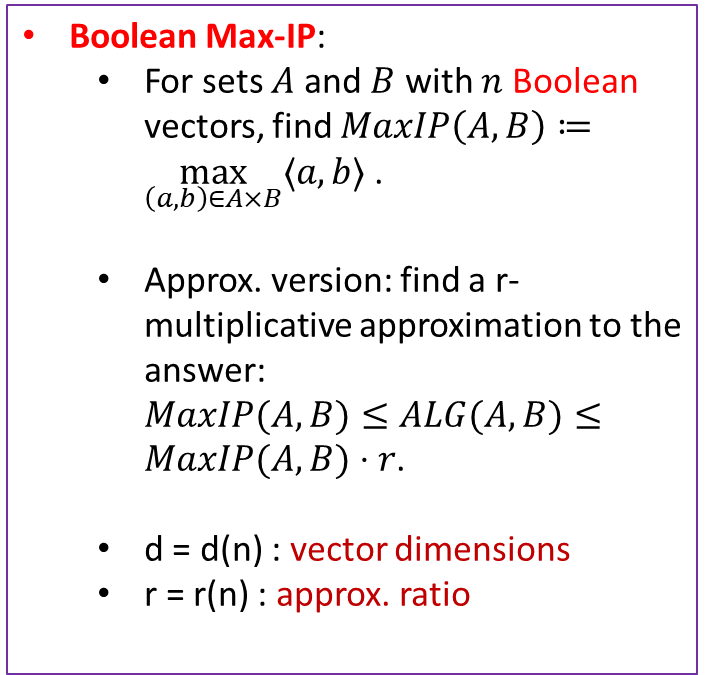 • Boolean Max-IP:
• For sets A and B with n Boolean
vectors, find MaxIP(A, B) ≔
max ⟨a, b⟩ .
(a,b)∈A×B
• Approx. version: find a r-
multiplicative approximation to the
answer:
MaxIP(A, B) ≤ ALG(A, B) ≤
MaxIP(A, B) ⋅ r.
• d = d(n) : vector dimensions
• r = r(n) : approx. ratio